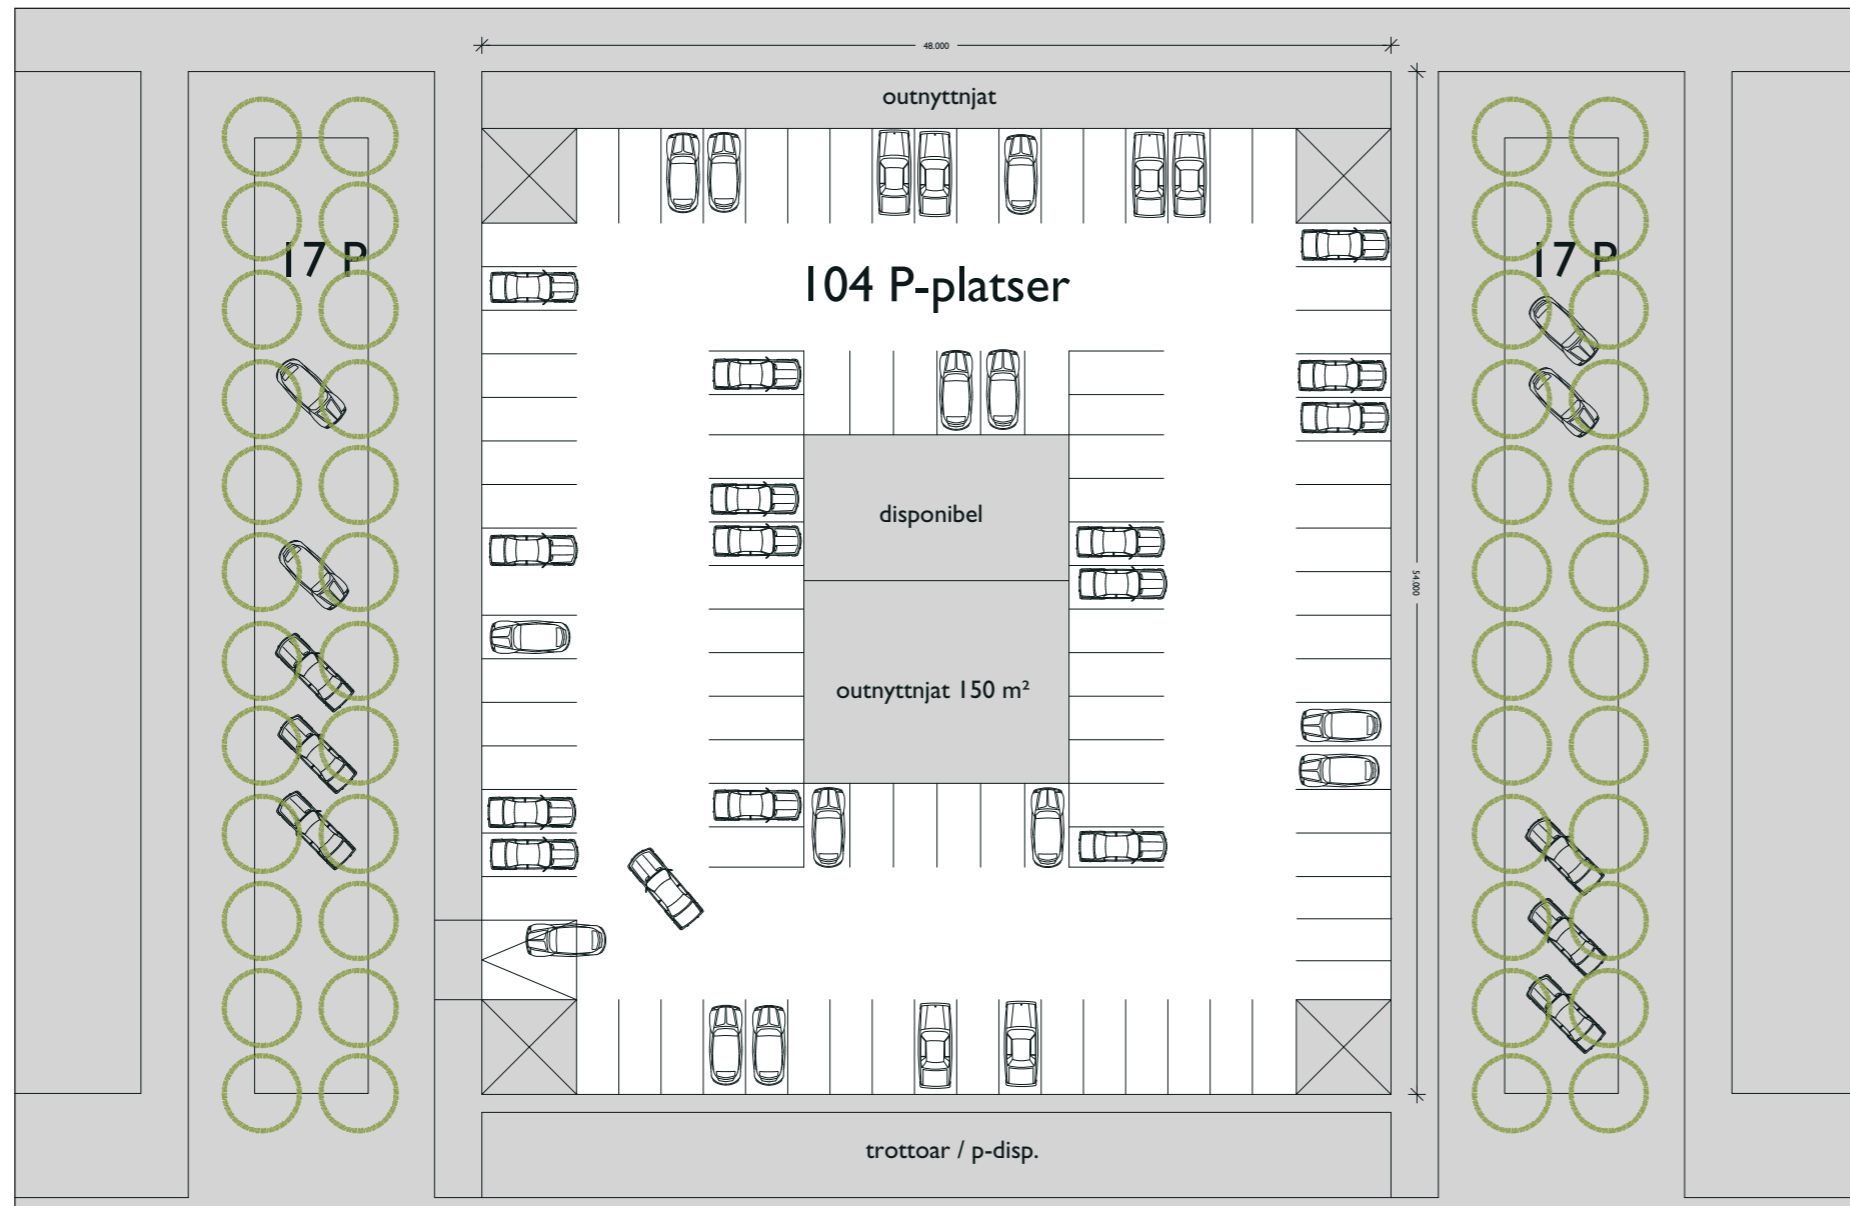 48.000
outnyttnjat
17 P
104 P-platser
17 P
disponibel
54.000
outnyttnjat 150 m²
trottoar / p-disp.